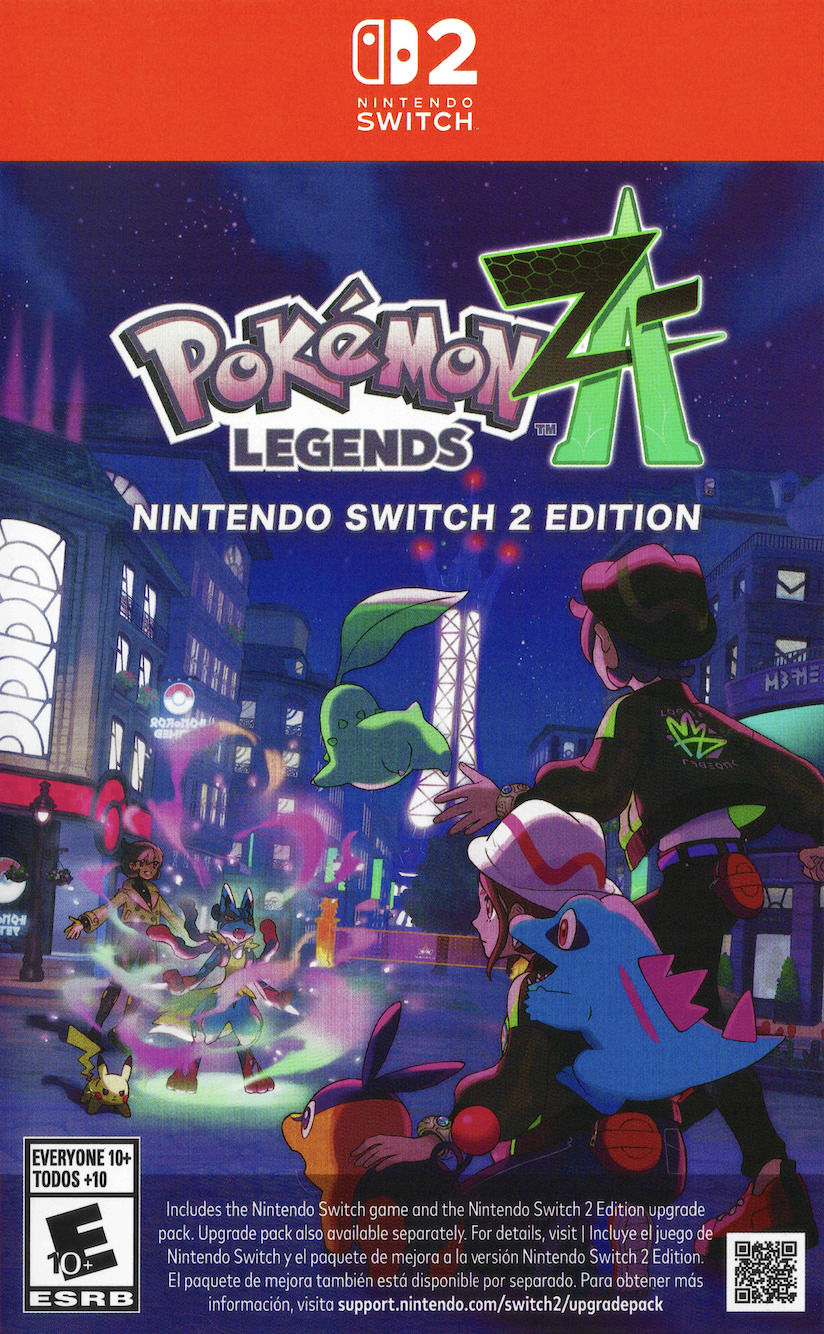 2
NINTENDO
SWITCH
POKéMON
LEGENDS
Z-A
TM
NINTENDO SWITCH 2 EDITION
EVERYONE 10+
TODOS +10
E
10+
ESRB
Includes the Nintendo Switch game and the Nintendo Switch 2 Edition upgrade
pack. Upgrade pack also available separately. For details, visit | Incluye el juego de
Nintendo Switch y el paquete de mejora a la versión Nintendo Switch 2 Edition.
El paquete de mejora también está disponible por separado. Para obtener más
información, visita support.nintendo.com/switch2/upgradepack